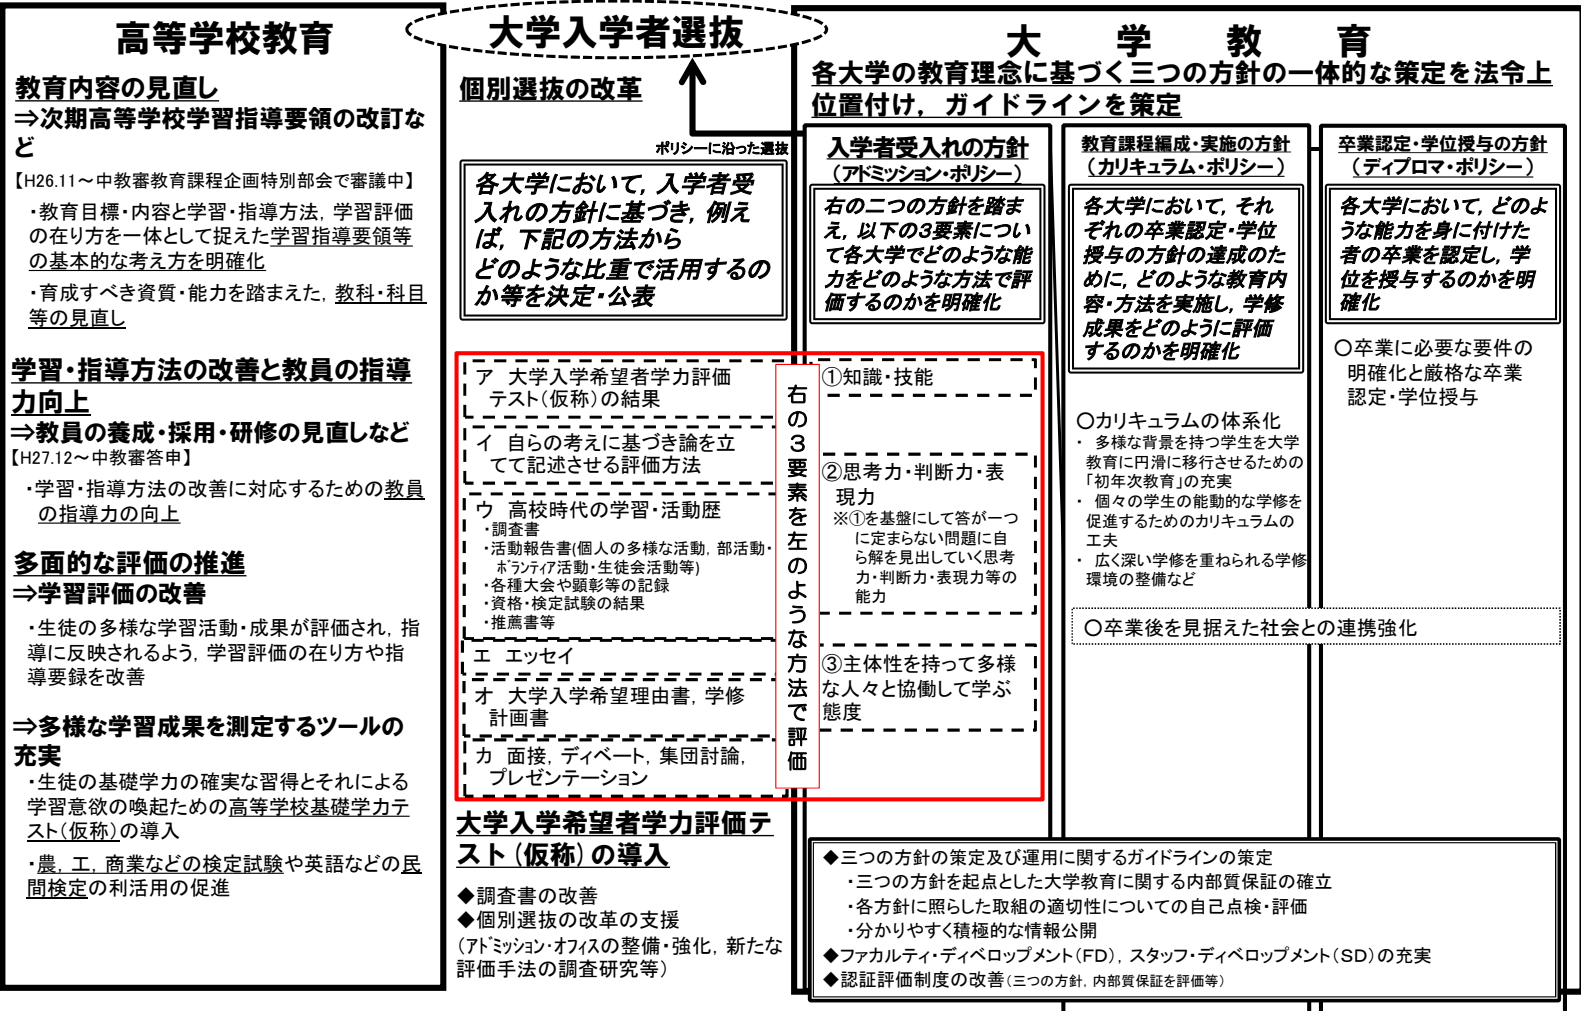 高等学校教育
教育内容の見直し
⇒次期高等学校学習指導要領の改訂な
ど
【H26.11～中教審教育課程企画特別部会で審議中】
・教育目標・内容と学習・指導方法，学習評価
の在り方を一体として捉えた学習指導要領等
の基本的な考え方を明確化
・育成すべき資質・能力を踏まえた，教科・科目
等の見直し
学習・指導方法の改善と教員の指導
力向上
⇒教員の養成・採用・研修の見直しなど
【H27.12～中教審答申】
・学習・指導方法の改善に対応するための教員
の指導力の向上
多面的な評価の推進
⇒学習評価の改善
・生徒の多様な学習活動・成果が評価され，指
導に反映されるよう，学習評価の在り方や指
導要録を改善
⇒多様な学習成果を測定するツールの
充実
・生徒の基礎学力の確実な習得とそれによる
学習意欲の喚起ための高等学校基礎学力テ
スト（仮称）の導入
・農，工，商業などの検定試験や英語などの民
間検定の利活用の促進
大学入学者選抜
個別選抜の改革
ポリシーに沿った選抜
各大学において，入学者受
入れの方針に基づき，例え
ば，下記の方法から
どのような比重で活用するの
か等を決定・公表
ア　大学入学希望者学力評価
テスト（仮称）の結果
イ　自らの考えに基づき論を立
てて記述させる評価方法
ウ　高校時代の学習・活動歴
・調査書
・活動報告書(個人の多様な活動，部活動・
ボランティア活動・生徒会活動等)
・各種大会や顕彰等の記録
・資格・検定試験の結果
・推薦書等
エ　エッセイ
オ　大学入学希望理由書，学修
計画書
カ　面接，ディベート，集団討論，
プレゼンテーション
右の３要素を左のような方法で評価
①知識・技能
②思考力・判断力・表
現力
※①を基盤にして答が一つ
に定まらない問題に自
ら解を見出していく思考
力・判断力・表現力等の
能力
③主体性を持って多様
な人々と協働して学ぶ
態度
大学入学希望者学力評価テ
スト（仮称）の導入
◆調査書の改善
◆個別選抜の改革の支援
（アドミッション・オフィスの整備・強化，新たな
評価手法の調査研究等）
大学教育
各大学の教育理念に基づく三つの方針の一体的な策定を法令上
位置付け，ガイドラインを策定
入学者受入れの方針
（アドミッション・ポリシー）
右の二つの方針を踏ま
え，以下の３要素につい
て各大学でどのような能
力をどのような方法で評
価するのかを明確化
教育課程編成・実施の方針
（カリキュラム・ポリシー）
各大学において，それ
ぞれの卒業認定・学位
授与の方針の達成のた
めに，どのような教育内
容・方法を実施し，学修
成果をどのように評価
するのかを明確化
○カリキュラムの体系化
・　多様な背景を持つ学生を大学
教育に円滑に移行させるための
「初年次教育」の充実
・　個々の学生の能動的な学修を
促進するためのカリキュラムの
工夫
・　広く深い学修を重ねられる学修
環境の整備など
卒業認定・学位授与の方針
（ディプロマ・ポリシー）
各大学において，どのよ
うな能力を身に付けた
者の卒業を認定し，学
位を授与するのかを明
確化
○卒業に必要な要件の
明確化と厳格な卒業
認定・学位授与
○卒業後を見据えた社会との連携強化
◆三つの方針の策定及び運用に関するガイドラインの策定
・三つの方針を起点とした大学教育に関する内部質保証の確立
・各方針に照らした取組の適切性についての自己点検・評価
・分かりやすく積極的な情報公開
◆ファカルティ・ディベロップメント（FD），スタッフ・ディベロップメント（SD）の充実
◆認証評価制度の改善（三つの方針，内部質保証を評価等）